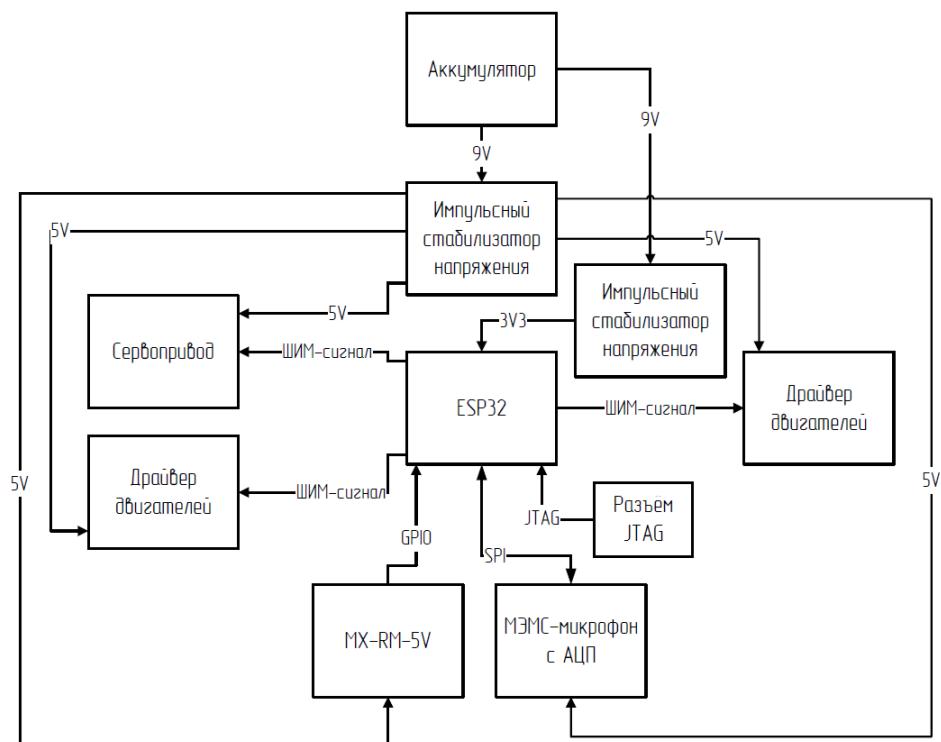 Аккумулятор
9V
9V
Импульсный
стабилизатор
напряжения
5V
5V
Импульсный
стабилизатор
напряжения
5V
3V3
Сервопривод
ШИМ-сигнал
ESP32
ШИМ-сигнал
Драйвер
двигателей
5V
5V
Драйвер
двигателей
ШИМ-сигнал
GPIO
JTAG
Разъём
JTAG
SPI
MX-RM-5V
МЭМС-микрофон
с АЦП